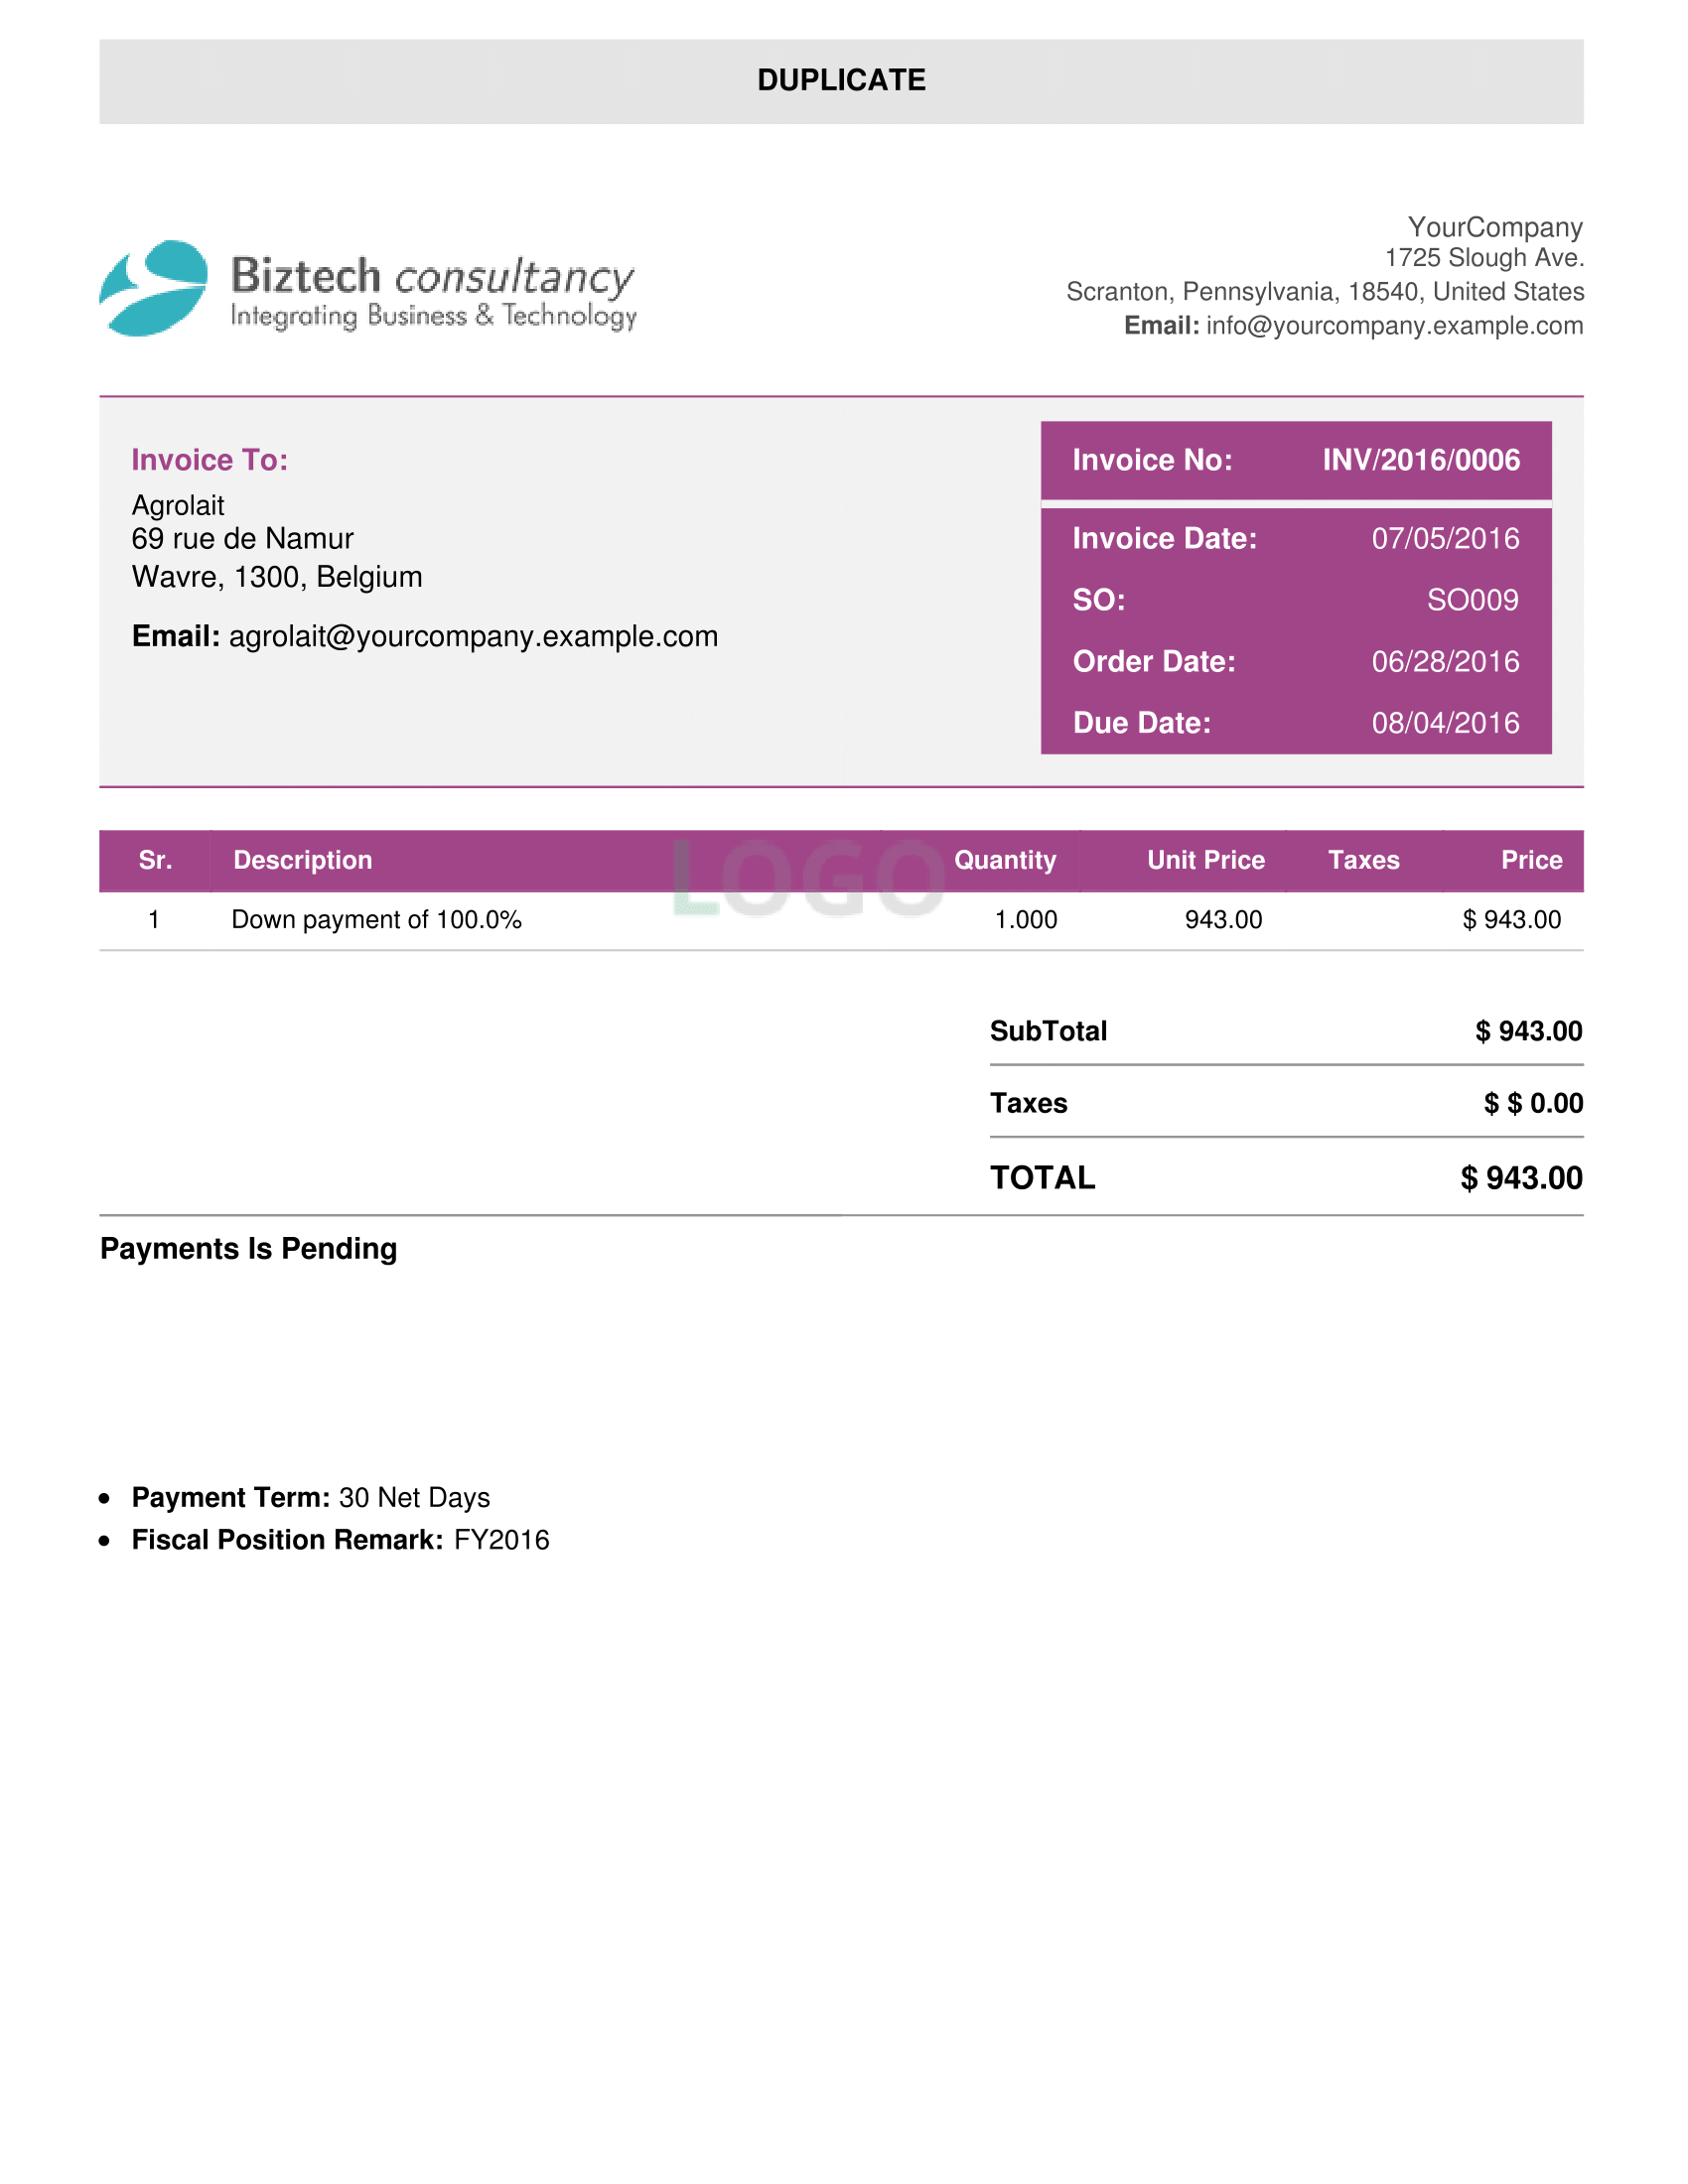 DUPLICATE
Biztech consultancy
Integrating Business & Technology
YourCompany
1725 Slough Ave.
Scranton, Pennsylvania, 18540, United States
Email: info@yourcompany.example.com
Invoice To:
Agrolait
69 rue de Namur
Wavre, 1300, Belgium
Email: agrolait@yourcompany.example.com
Invoice No: INV/2016/0006
Invoice Date: 07/05/2016
SO: SO009
Order Date: 06/28/2016
Due Date: 08/04/2016
LOGO
Sr. Description Quantity Unit Price Taxes Price
1 Down payment of 100.0% 1.000 943.00 $ 943.00
SubTotal $ 943.00
Taxes $ $ 0.00
TOTAL $ 943.00
Payments Is Pending
• Payment Term: 30 Net Days
• Fiscal Position Remark: FY2016